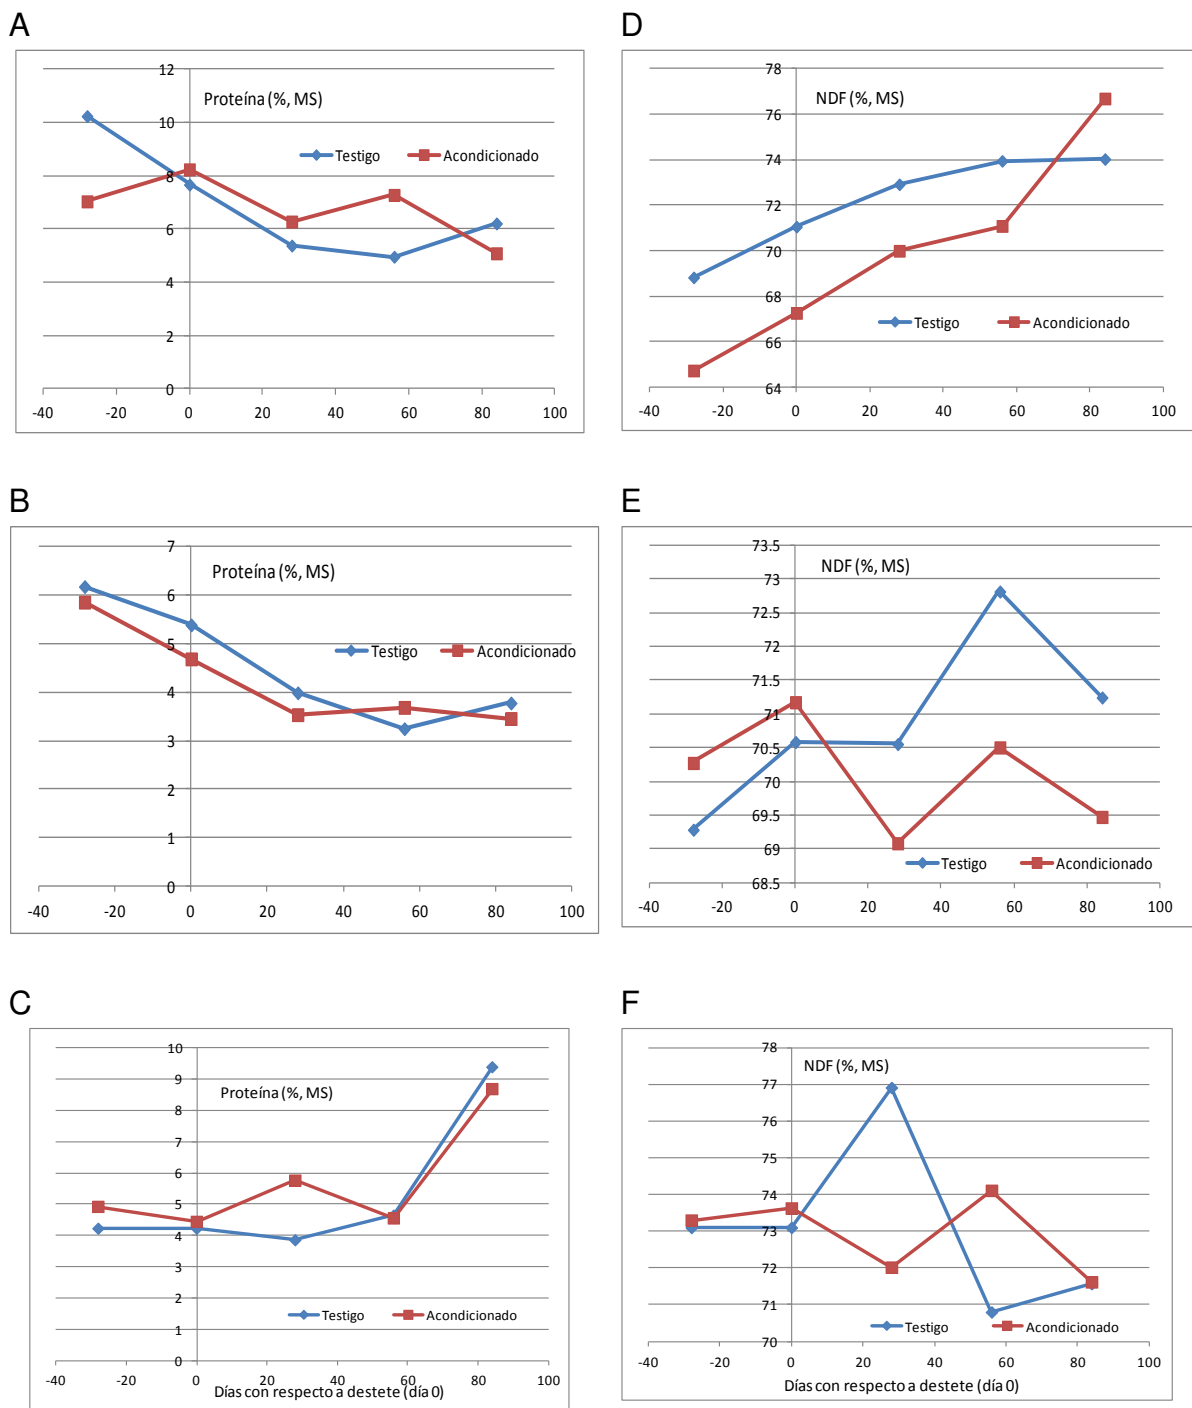 A
12
10
8
6
4
2
0
Proteína (%, MS)
Testigo Acondicionado
-40 -20 0 20 40 60 80 100
D
78
76
74
72
70
68
66
64
NDF (%, MS)
Testigo Acondicionado
-40 -20 0 20 40 60 80 100
B
7
6
5
4
3
2
1
0
Proteína (%, MS)
Testigo Acondicionado
-40 -20 0 20 40 60 80 100
E
73.5
73
72.5
72
71.5
71
70.5
70
69.5
69
68.5
NDF (%, MS)
Testigo Acondicionado
-40 -20 0 20 40 60 80 100
C
10
9
8
7
6
5
4
3
2
1
0
Proteína (%, MS)
Testigo Acondicionado
-40 -20 0 20 40 60 80 100
Días con respecto a destete (día 0)
F
78
77
76
75
74
73
72
71
70
NDF (%, MS)
Testigo Acondicionado
-40 -20 0 20 40 60 80 100
Días con respecto a destete (día 0)